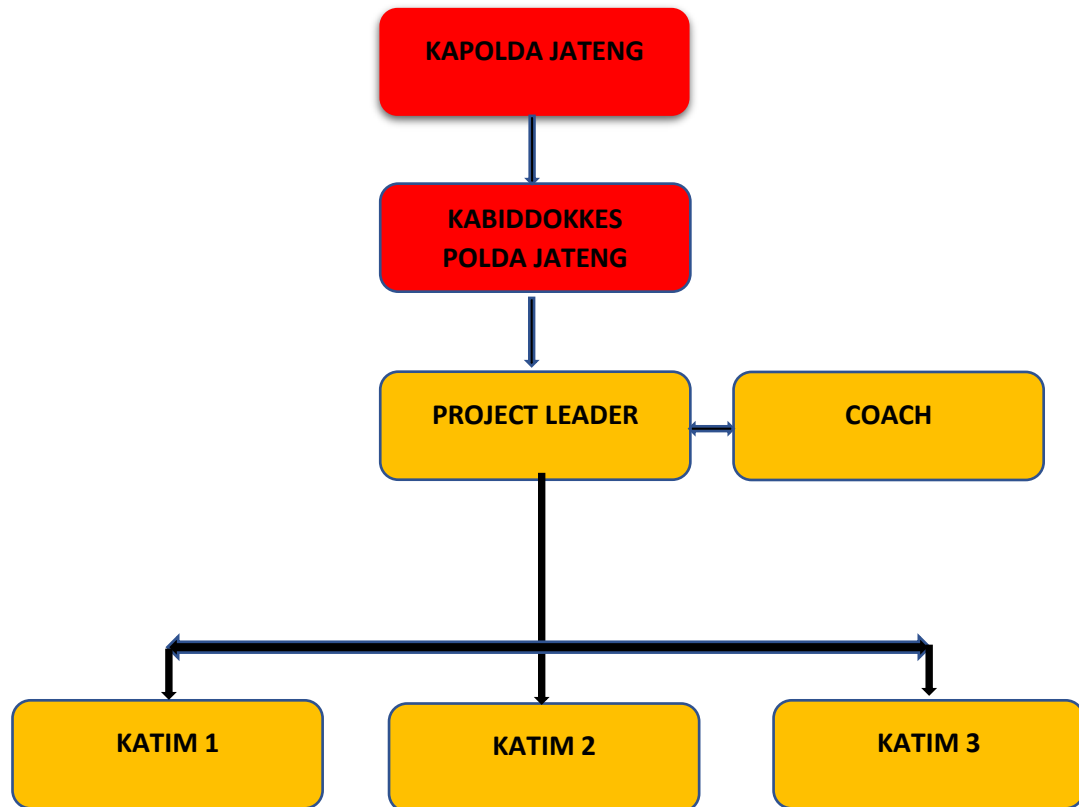 KAPOLDA JATENG
KABIDDOKKES
POLDA JATENG
PROJECT LEADER
COACH
KATIM 1
KATIM 2
KATIM 3